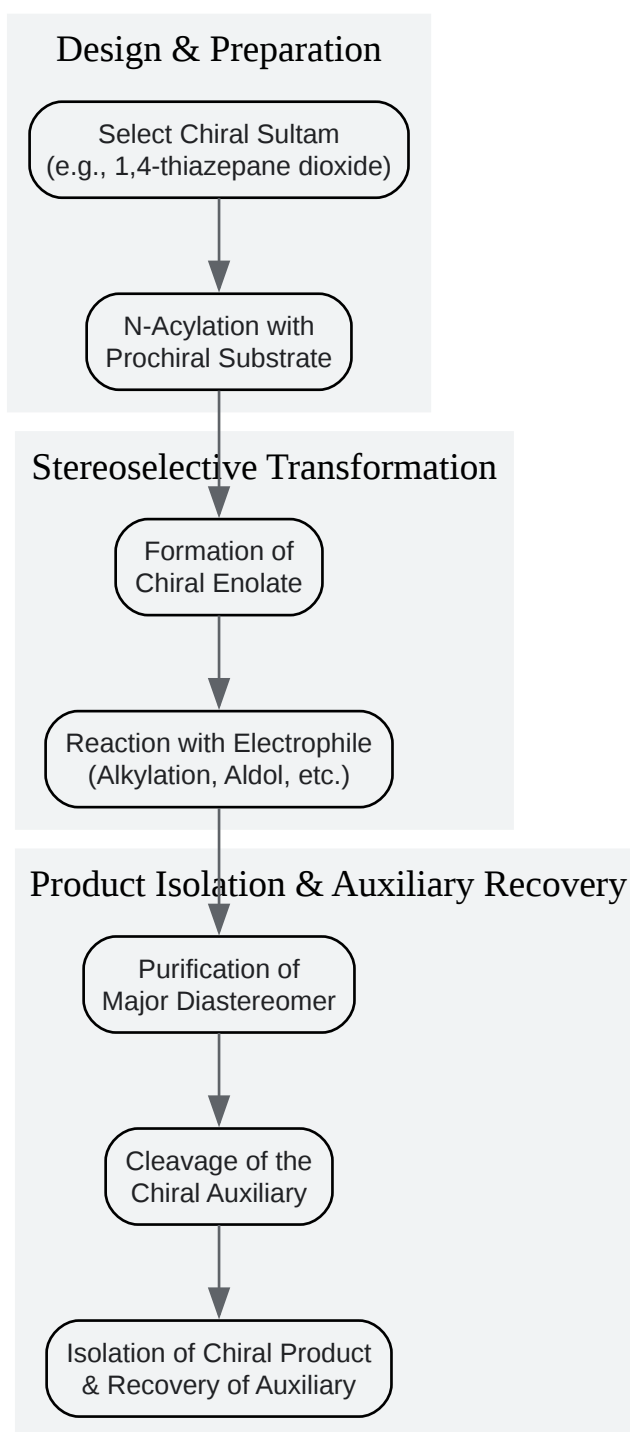 Design & Preparation
Select Chiral Sultam
(e.g., 1,4-thiazepane dioxide)
N-Acylation with
Prochiral Substrate
Stereoselective Transformation
Formation of
Chiral Enolate
Reaction with Electrophile
(Alkylation, Aldol, etc.)
Product Isolation & Auxiliary Recovery
Purification of
Major Diastereomer
Cleavage of the
Chiral Auxiliary
Isolation of Chiral Product
& Recovery of Auxiliary